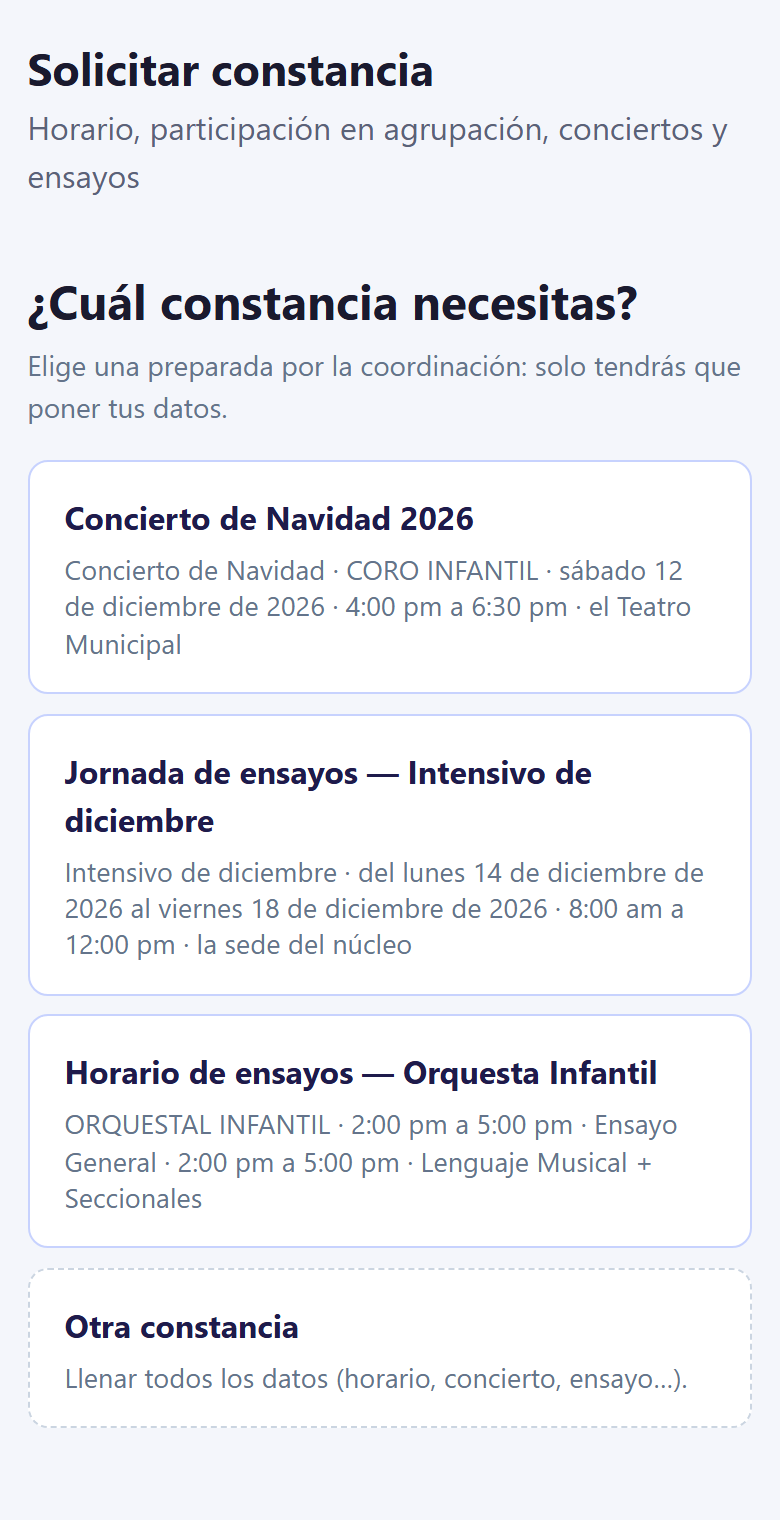 Solicitar constancia
Horario, participación en agrupación, conciertos y
ensayos
¿Cuál constancia necesitas?
Elige una preparada por la coordinación: solo tendrás que
poner tus datos.
Concierto de Navidad 2026
Concierto de Navidad · CORO INFANTIL · sábado 12
de diciembre de 2026 · 4:00 pm a 6:30 pm · el Teatro
Municipal
Jornada de ensayos — Intensivo de
diciembre
Intensivo de diciembre · del lunes 14 de diciembre de
2026 al viernes 18 de diciembre de 2026 · 8:00 am a
12:00 pm · la sede del núcleo
Horario de ensayos — Orquesta Infantil
ORQUESTAL INFANTIL · 2:00 pm a 5:00 pm · Ensayo
General · 2:00 pm a 5:00 pm · Lenguaje Musical +
Seccionales
Otra constancia
Llenar todos los datos (horario, concierto, ensayo...).